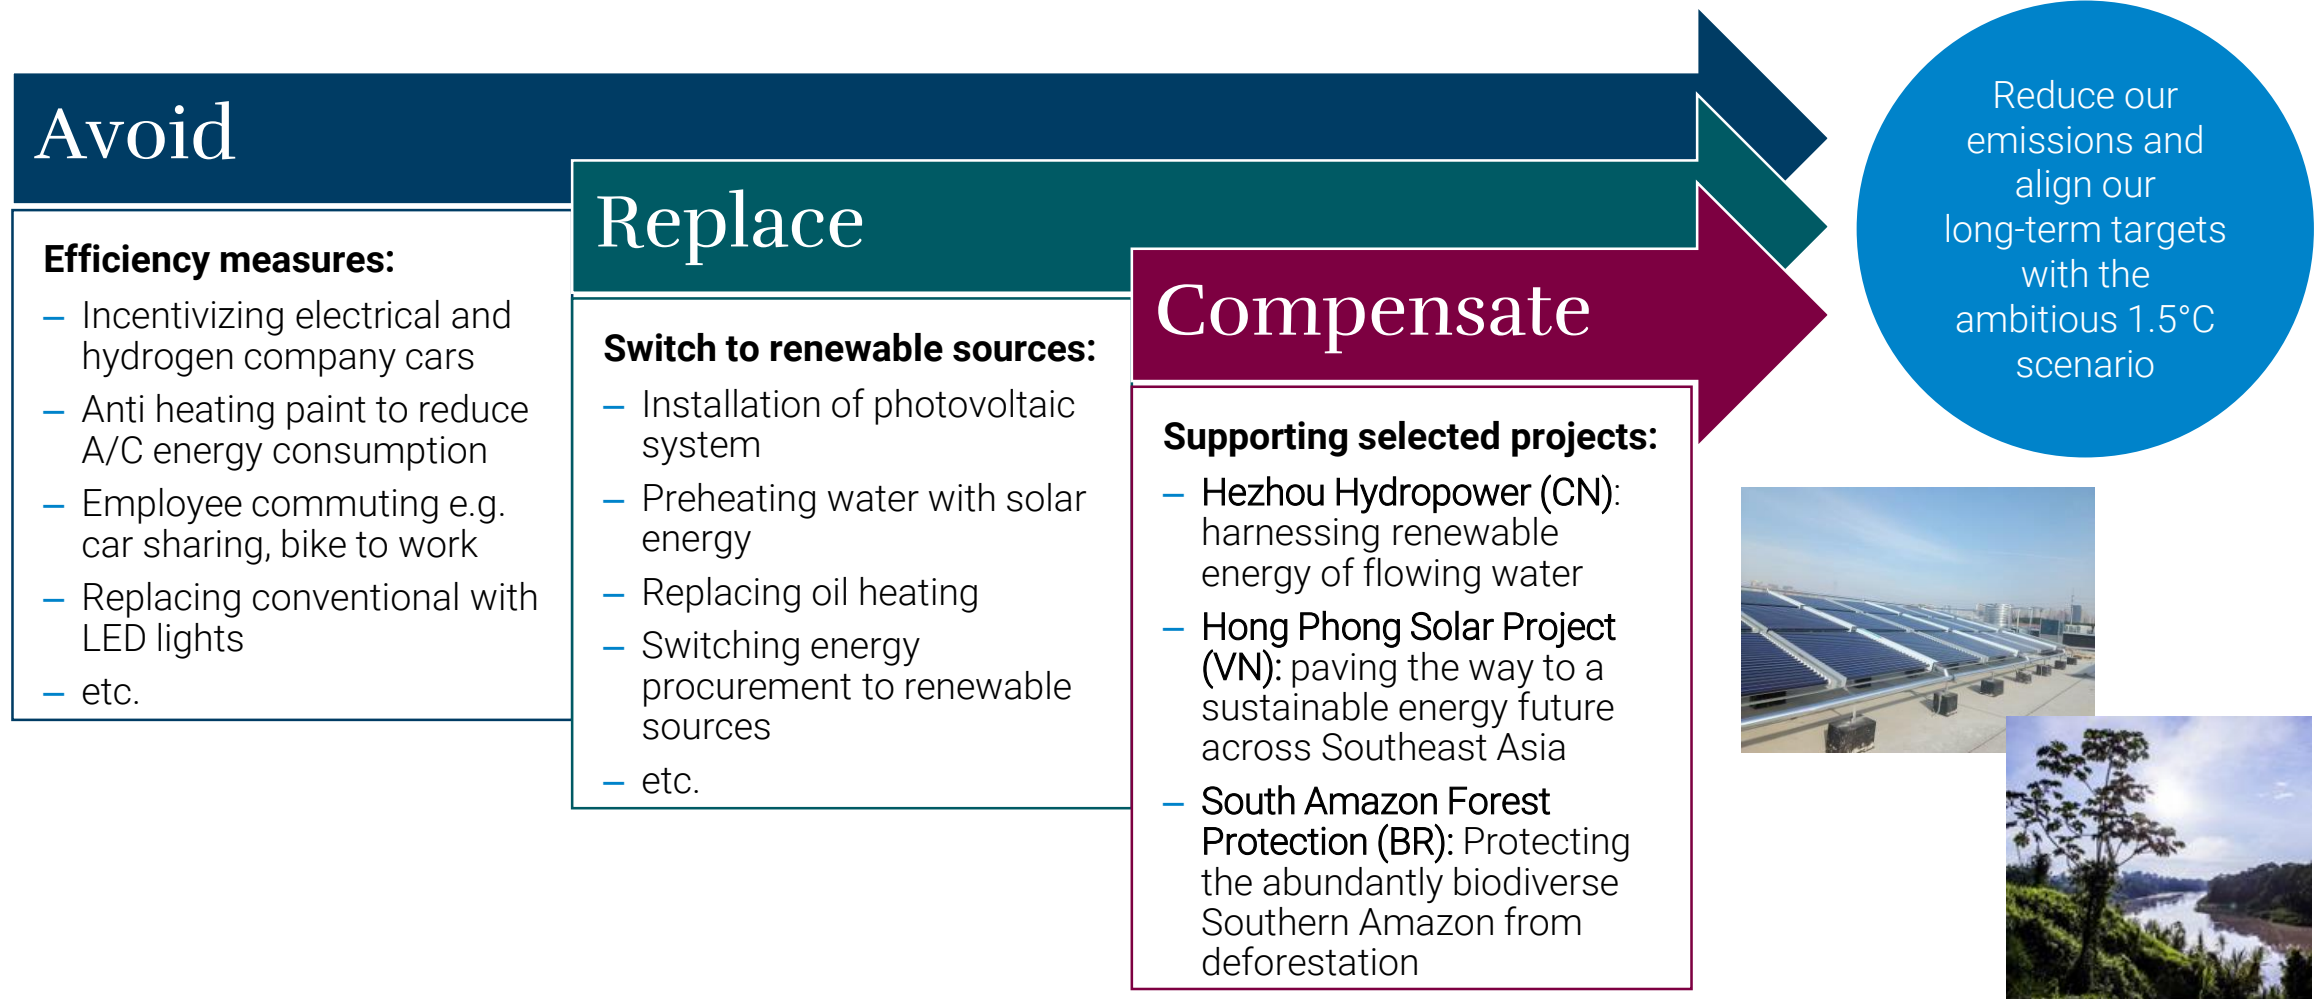 Avoid
Efficiency measures:
– Incentivizing electrical and
hydrogen company cars
– Anti heating paint to reduce
A/C energy consumption
– Employee commuting e.g.
car sharing, bike to work
– Replacing conventional with
LED lights
– etc.
Replace
Switch to renewable sources:
– Installation of photovoltaic
system
– Preheating water with solar
energy
– Replacing oil heating
– Switching energy
procurement to renewable
sources
– etc.
Compensate
Supporting selected projects:
– Hezhou Hydropower (CN):
harnessing renewable
energy of flowing water
– Hong Phong Solar Project
(VN): paving the way to a
sustainable energy future
across Southeast Asia
– South Amazon Forest
Protection (BR): Protecting
the abundantly biodiverse
Southern Amazon from
deforestation
Reduce our
emissions and
align our
long-term targets
with the
ambitious 1.5°C
scenario